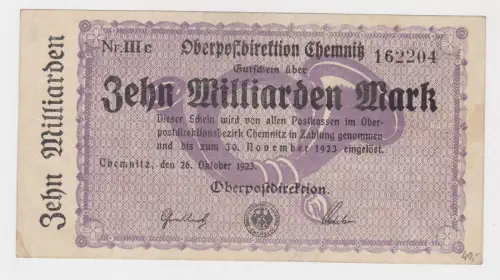 Zehn Milliarden
Nr. III c Oberpostdirektion Chemnitz 162204
Gutschein über
Zehn Milliarden Mark
Dieser Schein wird von allen Postkassen im Ober-
postdirektionsbezirk Chemnitz in Zahlung genommen
und bis zum 30. November 1923 eingelöst.
Chemnitz, den 26. Oktober 1923.
Oberpostdirektion.
40,-